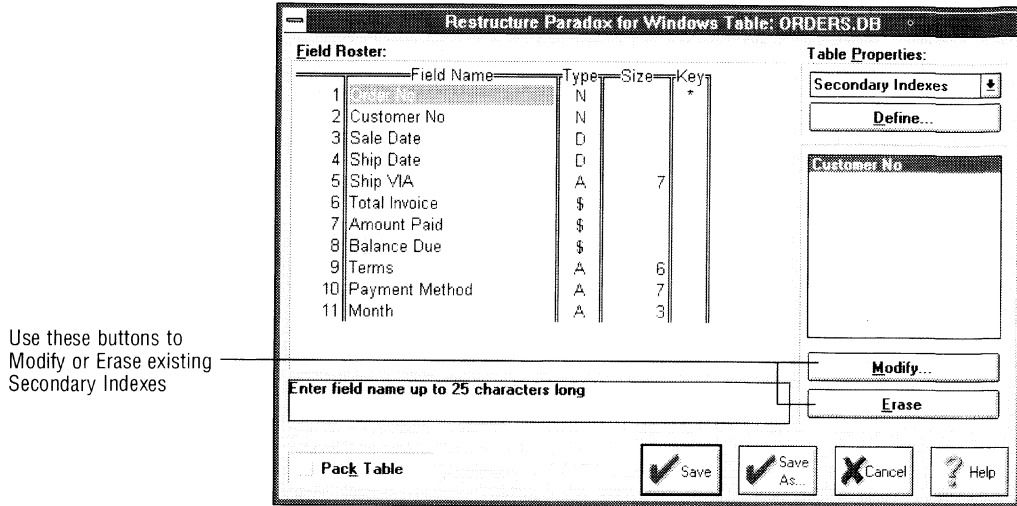 Restructure Paradox for Windows Table: ORDERS.DB
Field Roster:
Field Name Type Size Key
1 Order No N *
2 Customer No N
3 Sale Date D
4 Ship Date D
5 Ship VIA A 7
6 Total Invoice $
7 Amount Paid $
8 Balance Due $
9 Terms A 6
10 Payment Method A 7
11 Month A 3
Enter field name up to 25 characters long
Pack Table
Table Properties:
Secondary Indexes
Define...
Customer No
Modify...
Erase
Save
Save
As...
Cancel
? Help
Use these buttons to
Modify or Erase existing
Secondary Indexes